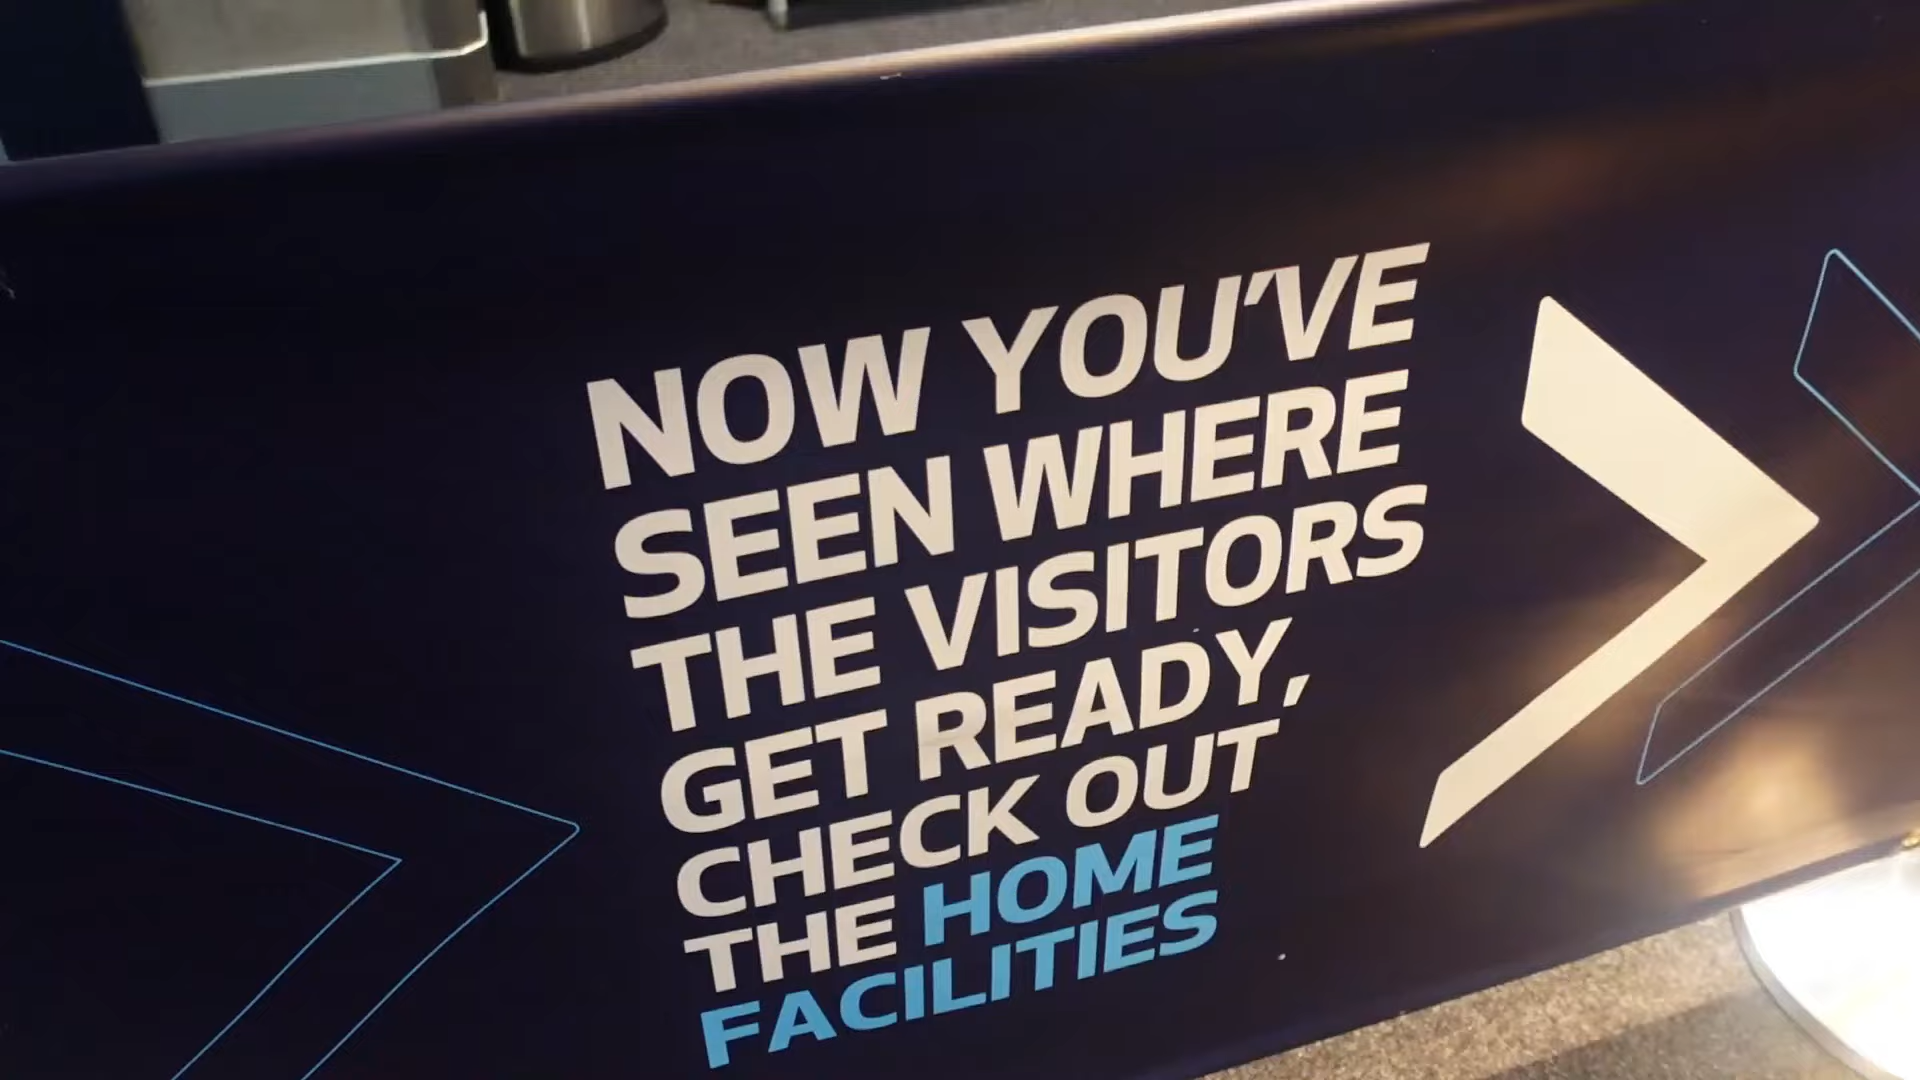 NOW YOU'VE
SEEN WHERE
THE VISITORS
GET READY,
CHECK OUT
THE HOME
FACILITIES